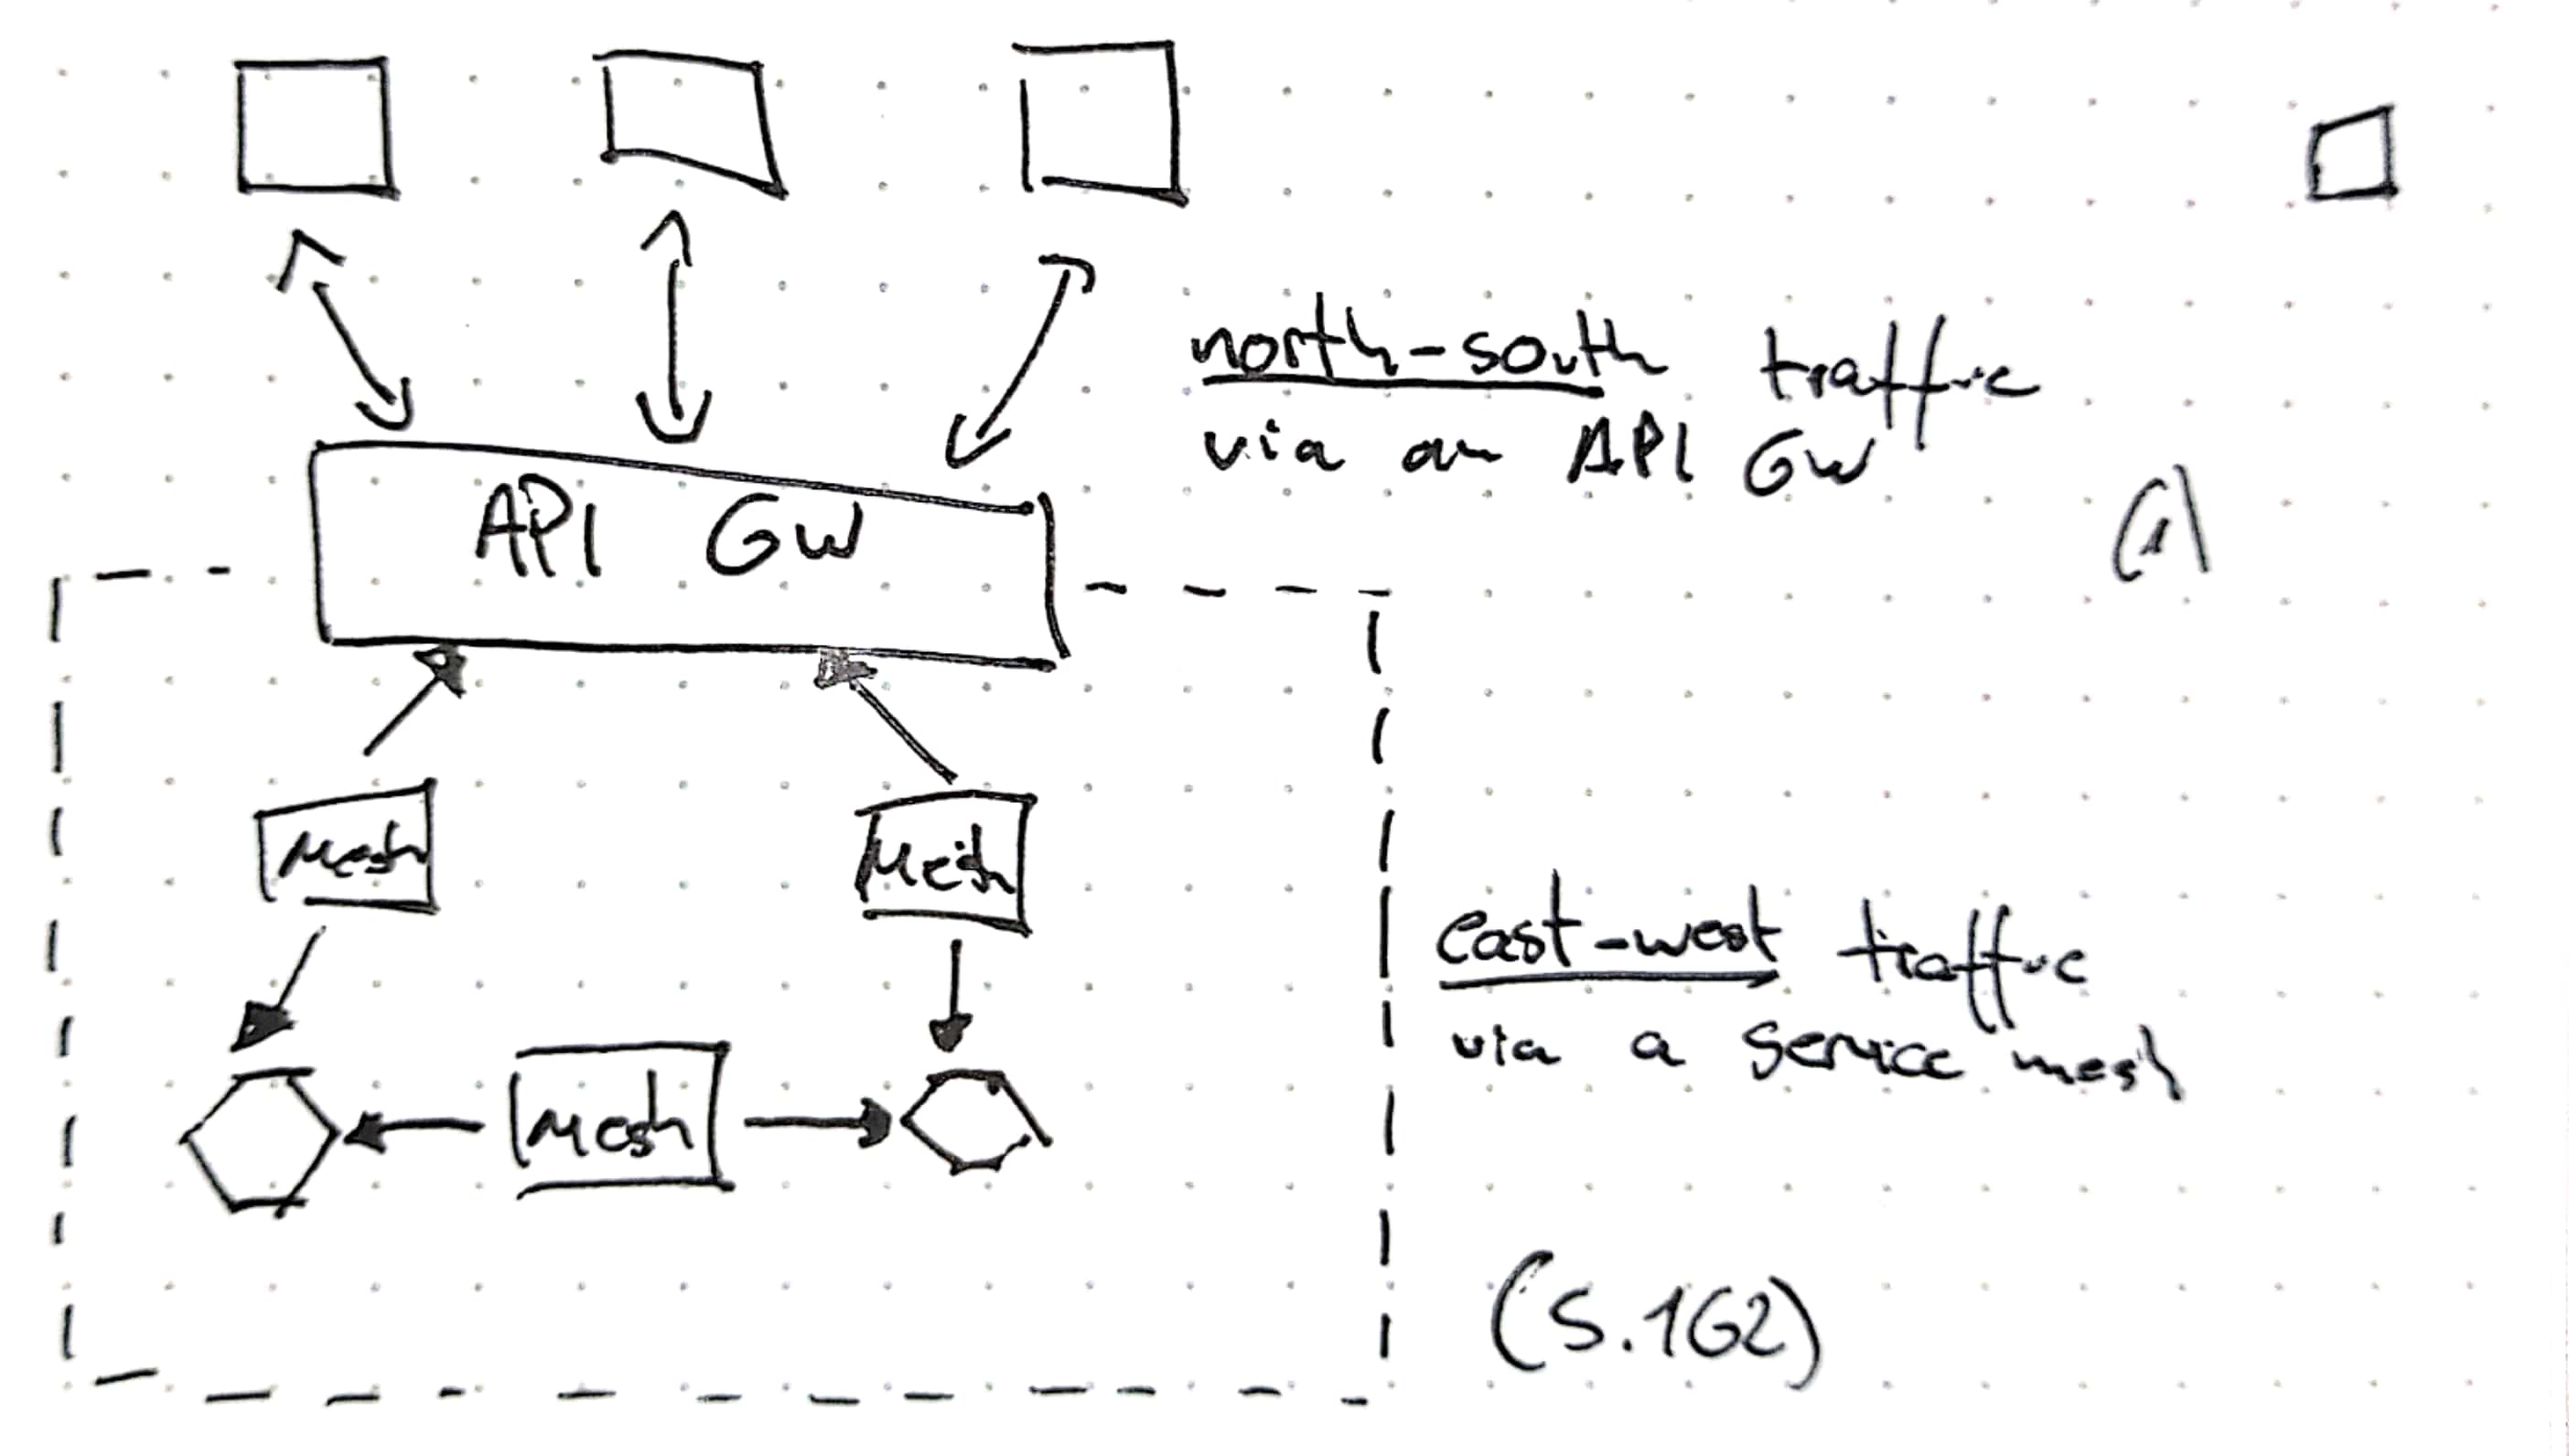 north-south traffic
via an API GW
(1)
API GW
Mesh
Mesh
east-west traffic
via a service mesh
Mesh
(S.162)